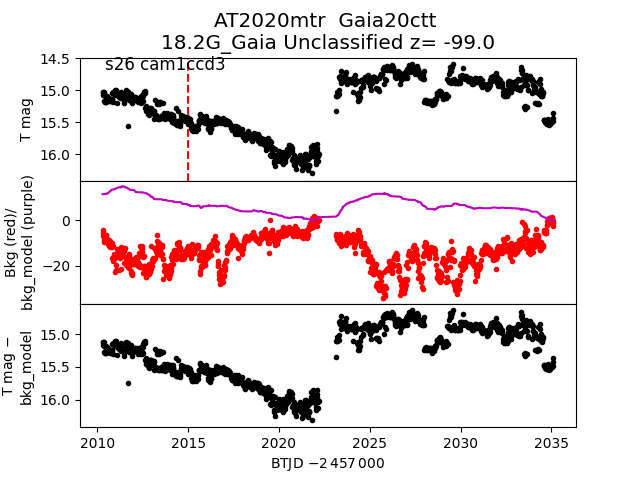 AT2020mtr  Gaia20ctt
18.2G_Gaia Unclassified z= -99.0
s26 cam1ccd3
14.5
15.0
15.5
16.0
T mag
0
−20
Bkg (red)/
bkg_model (purple)
15.0
15.5
16.0
T mag −
bkg_model
2010
2015
2020
2025
2030
2035
BTJD −2 457 000